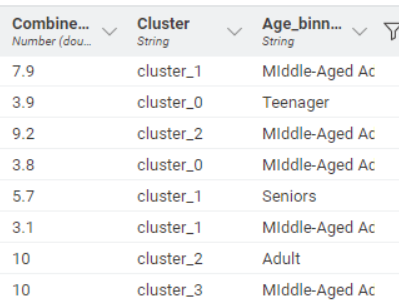 Combine... Cluster Age_binn...
Number (dou... String String
7.9 cluster_1 MIddle-Aged Ac
3.9 cluster_0 Teenager
9.2 cluster_2 MIddle-Aged Ac
3.8 cluster_0 MIddle-Aged Ac
5.7 cluster_1 Seniors
3.1 cluster_1 MIddle-Aged Ac
10 cluster_2 Adult
10 cluster_3 MIddle-Aged Ac